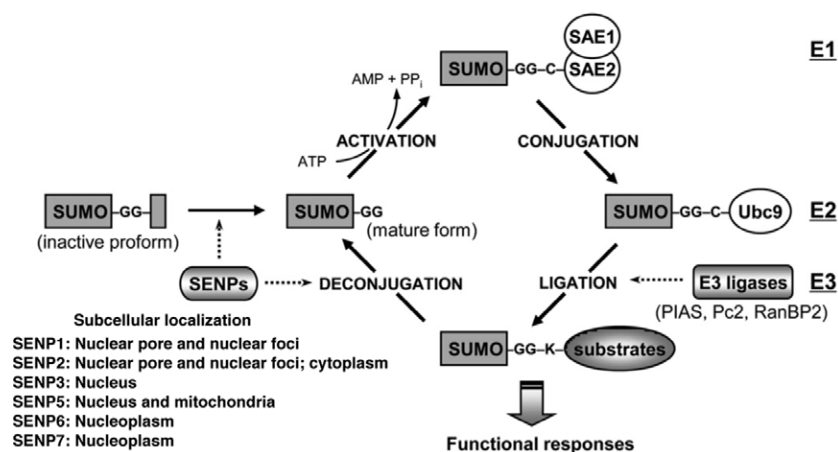 SAE1
E1
SUMO–GG–C–SAE2
AMP + PPi
ACTIVATION
CONJUGATION
ATP
SUMO–GG–
(inactive proform)
SUMO–GG
(mature form)
SUMO–GG–C–Ubc9
E2
SENPs
DECONJUGATION
LIGATION
E3 ligases
E3
(PIAS, Pc2, RanBP2)
Subcellular localization
SENP1: Nuclear pore and nuclear foci
SENP2: Nuclear pore and nuclear foci; cytoplasm
SENP3: Nucleus
SENP5: Nucleus and mitochondria
SENP6: Nucleoplasm
SENP7: Nucleoplasm
SUMO–GG–K–substrates
Functional responses